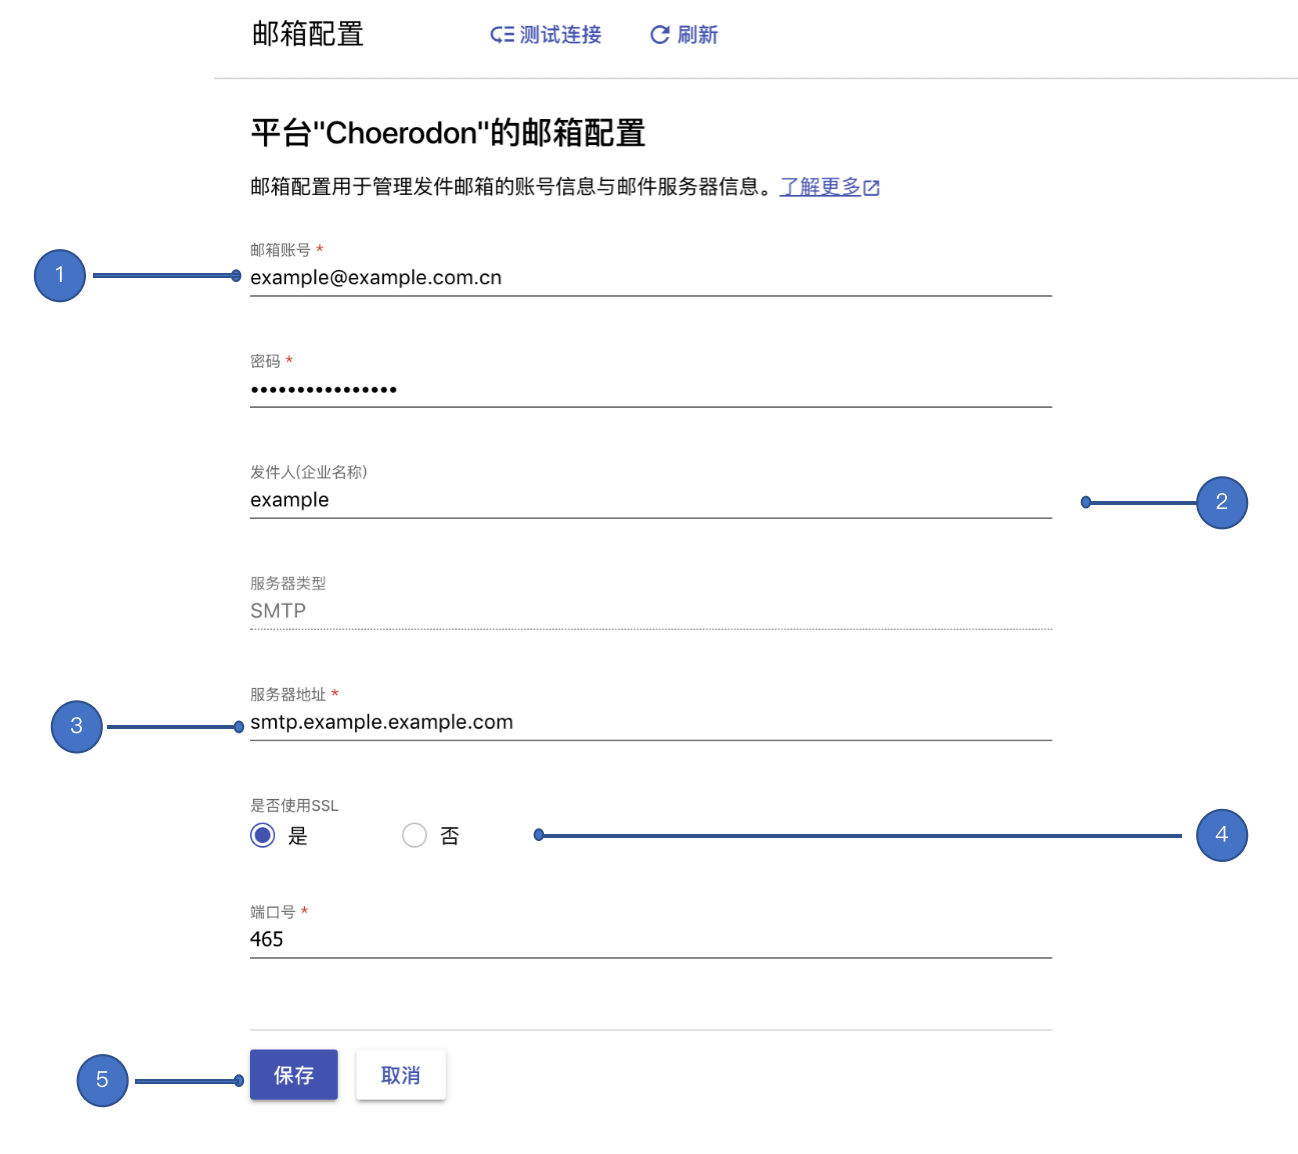 邮箱配置 测试连接 刷新
平台"Choerodon"的邮箱配置
邮箱配置用于管理发件邮箱的账号信息与邮件服务器信息。了解更多
邮箱账号 *
1
example@example.com.cn
密码 *
••••••••••••••••
发件人(企业名称)
example
2
服务器类型
SMTP
服务器地址 *
3
smtp.example.example.com
是否使用SSL
是 否
4
端口号 *
465
5
保存 取消